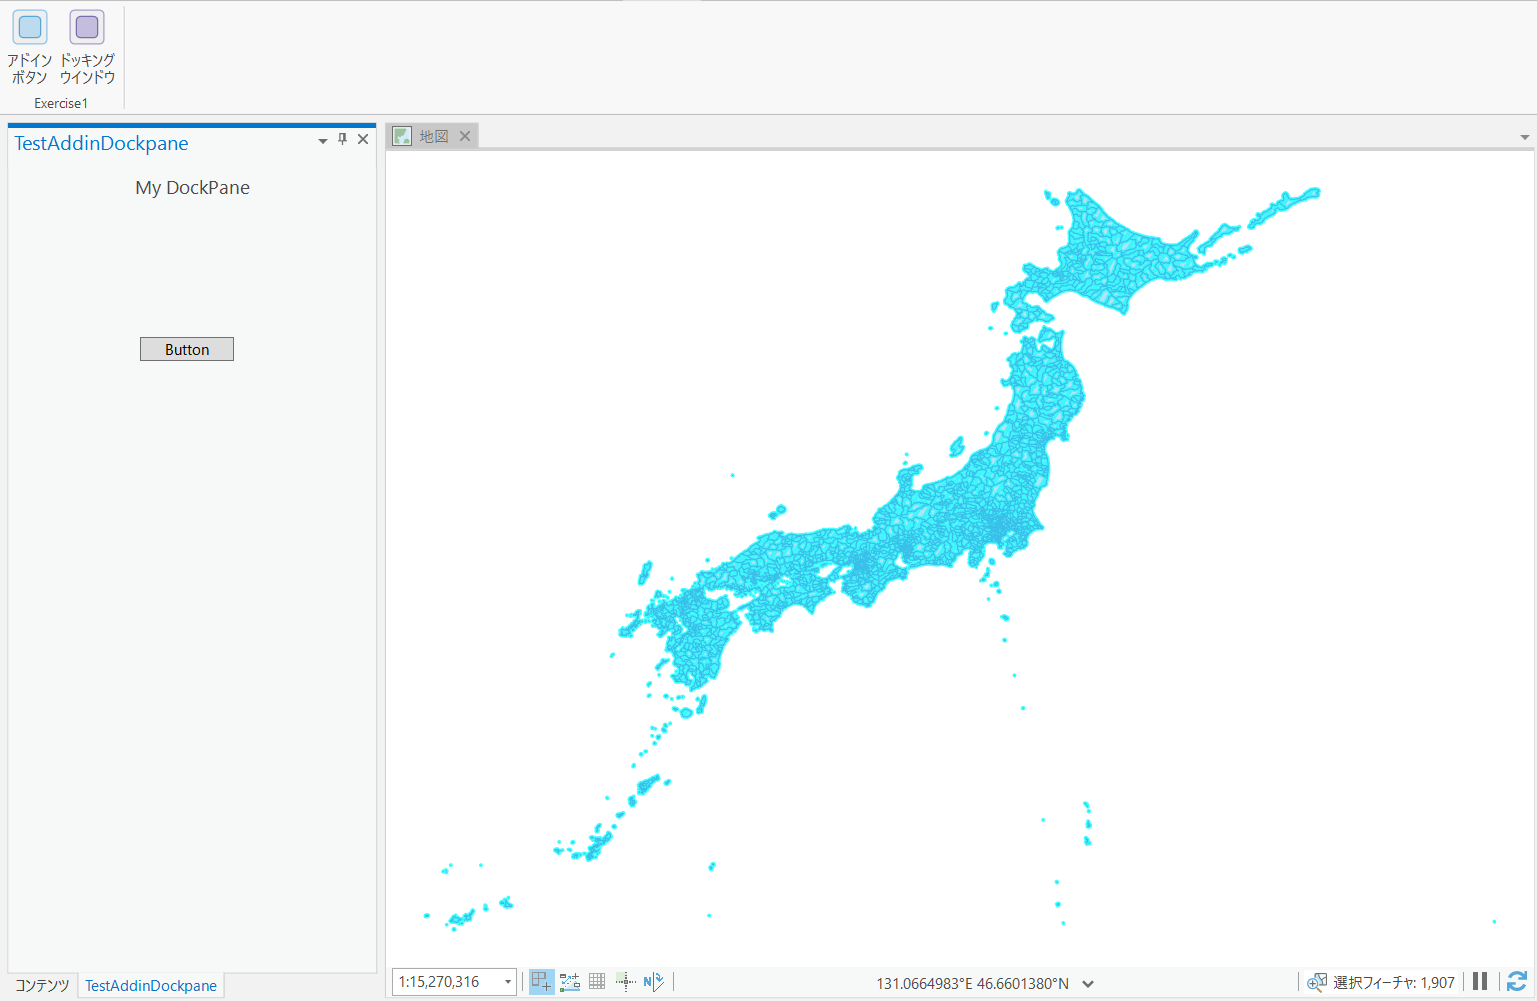 アドイン
ボタン
ドッキング
ウインドウ
Exercise1
TestAddinDockpane
My DockPane
Button
コンテンツ
TestAddinDockpane
地図
1:15,270,316
131.0664983°E 46.6601380°N
選択フィーチャ: 1,907